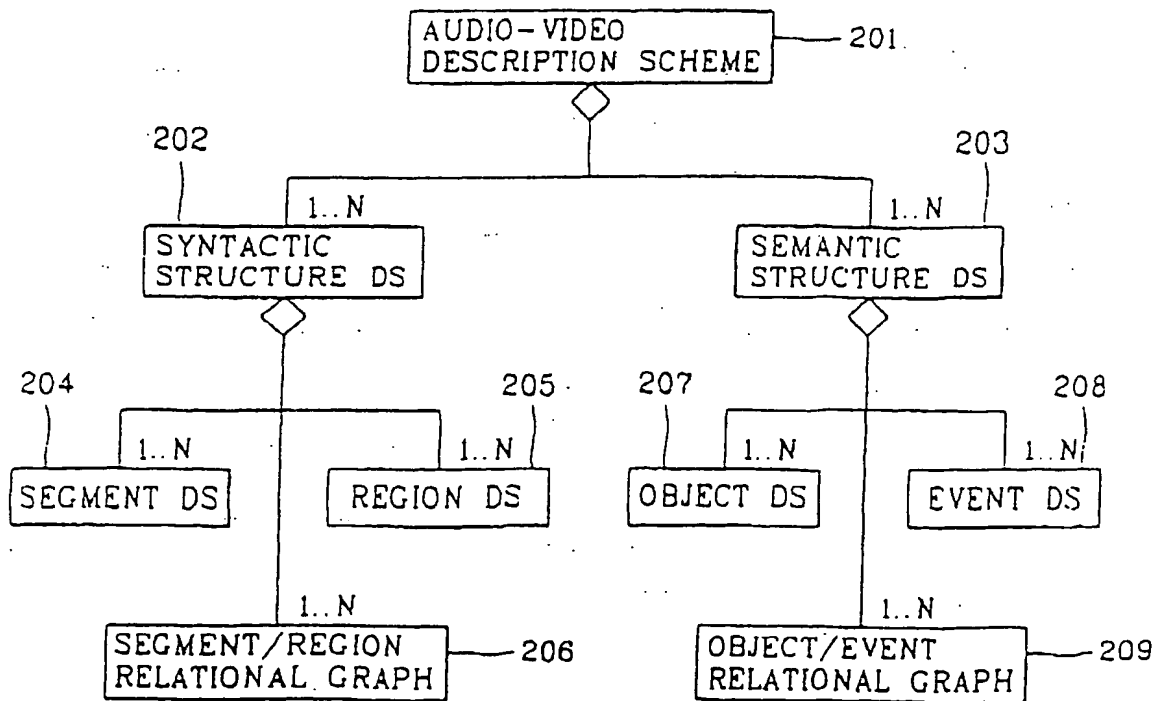 AUDIO-VIDEO
DESCRIPTION SCHEME
201
202
203
1..N
1..N
SYNTACTIC
STRUCTURE DS
SEMANTIC
STRUCTURE DS
204
205
207
208
1..N
1..N
1..N
1..N
SEGMENT DS
REGION DS
OBJECT DS
EVENT DS
1..N
1..N
SEGMENT/REGION
RELATIONAL GRAPH
206
OBJECT/EVENT
RELATIONAL GRAPH
209